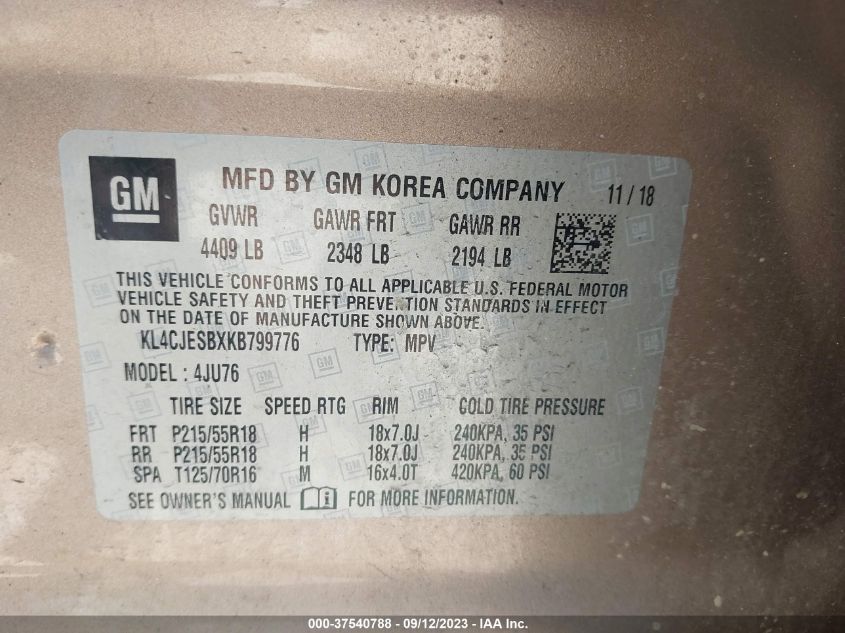 GM
MFD BY GM KOREA COMPANY 11 / 18
GVWR GAWR FRT GAWR RR
4409 LB 2348 LB 2194 LB
THIS VEHICLE CONFORMS TO ALL APPLICABLE U.S. FEDERAL MOTOR
VEHICLE SAFETY AND THEFT PREVENTION STANDARDS IN EFFECT
ON THE DATE OF MANUFACTURE SHOWN ABOVE.
KL4CJESBXKB799776 TYPE: MPV
MODEL : 4JU76
TIRE SIZE SPEED RTG RIM COLD TIRE PRESSURE
FRT P215/55R18 H 18x7.0J 240KPA, 35 PSI
RR P215/55R18 H 18x7.0J 240KPA, 35 PSI
SPA T125/70R16 M 16x4.0T 420KPA, 60 PSI
SEE OWNER'S MANUAL FOR MORE INFORMATION.
000-37540788 - 09/12/2023 - IAA Inc.